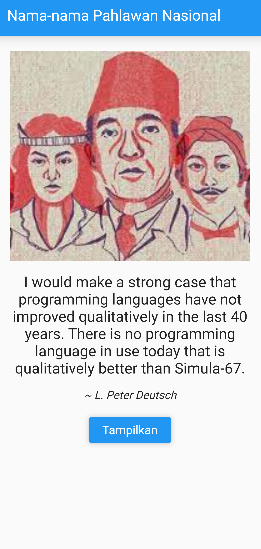 Nama-nama Pahlawan Nasional
I would make a strong case that
programming languages have not
improved qualitatively in the last 40
years. There is no programming
language in use today that is
qualitatively better than Simula-67.
~ L. Peter Deutsch
Tampilkan